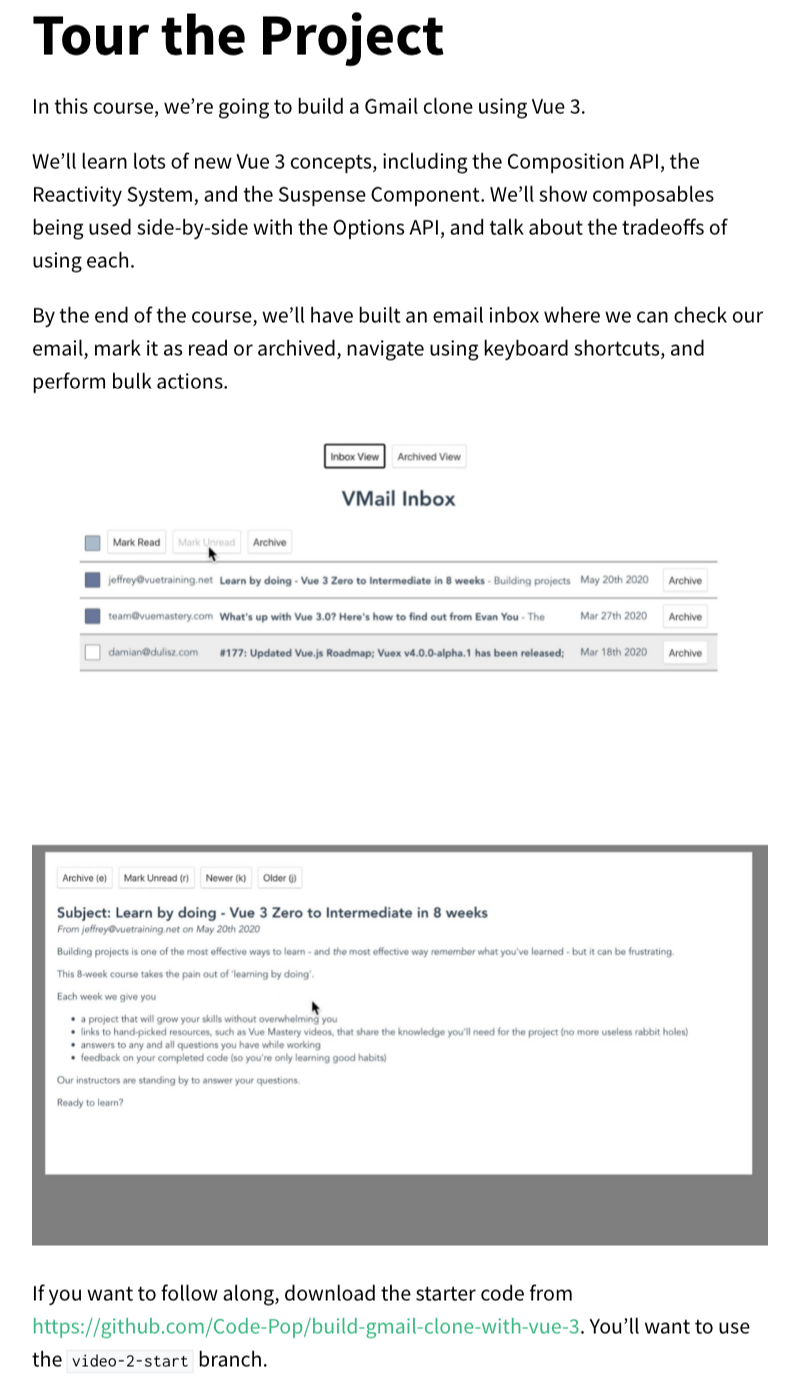 Tour the Project
In this course, we’re going to build a Gmail clone using Vue 3.
We’ll learn lots of new Vue 3 concepts, including the Composition API, the
Reactivity System, and the Suspense Component. We’ll show composables
being used side-by-side with the Options API, and talk about the tradeoffs of
using each.
By the end of the course, we’ll have built an email inbox where we can check our
email, mark it as read or archived, navigate using keyboard shortcuts, and
perform bulk actions.
Inbox View Archived View
VMail Inbox
Mark Read Mark Unread Archive
jeffrey@vuetraining.net Learn by doing - Vue 3 Zero to Intermediate in 8 weeks - Building projects May 20th 2020 Archive
team@vuemastery.com What's up with Vue 3.0? Here's how to find out from Evan You - The Mar 27th 2020 Archive
damian@dulisz.com #177: Updated Vue.js Roadmap; Vuex v4.0.0-alpha.1 has been released; Mar 18th 2020 Archive
Archive (e) Mark Unread (r) Newer (k) Older (j)
Subject: Learn by doing - Vue 3 Zero to Intermediate in 8 weeks
From jeffrey@vuetraining.net on May 20th 2020
Building projects is one of the most effective ways to learn - and the most effective way remember what you've learned - but it can be frustrating.
This 8-week course takes the pain out of 'learning by doing'.
Each week we give you
• a project that will grow your skills without overwhelming you
• links to hand-picked resources, such as Vue Mastery videos, that share the knowledge you'll need for the project (no more useless rabbit holes)
• answers to any and all questions you have while working
• feedback on your completed code (so you're only learning good habits)
Our instructors are standing by to answer your questions.
Ready to learn?
If you want to follow along, download the starter code from
https://github.com/Code-Pop/build-gmail-clone-with-vue-3. You’ll want to use
the video-2-start branch.